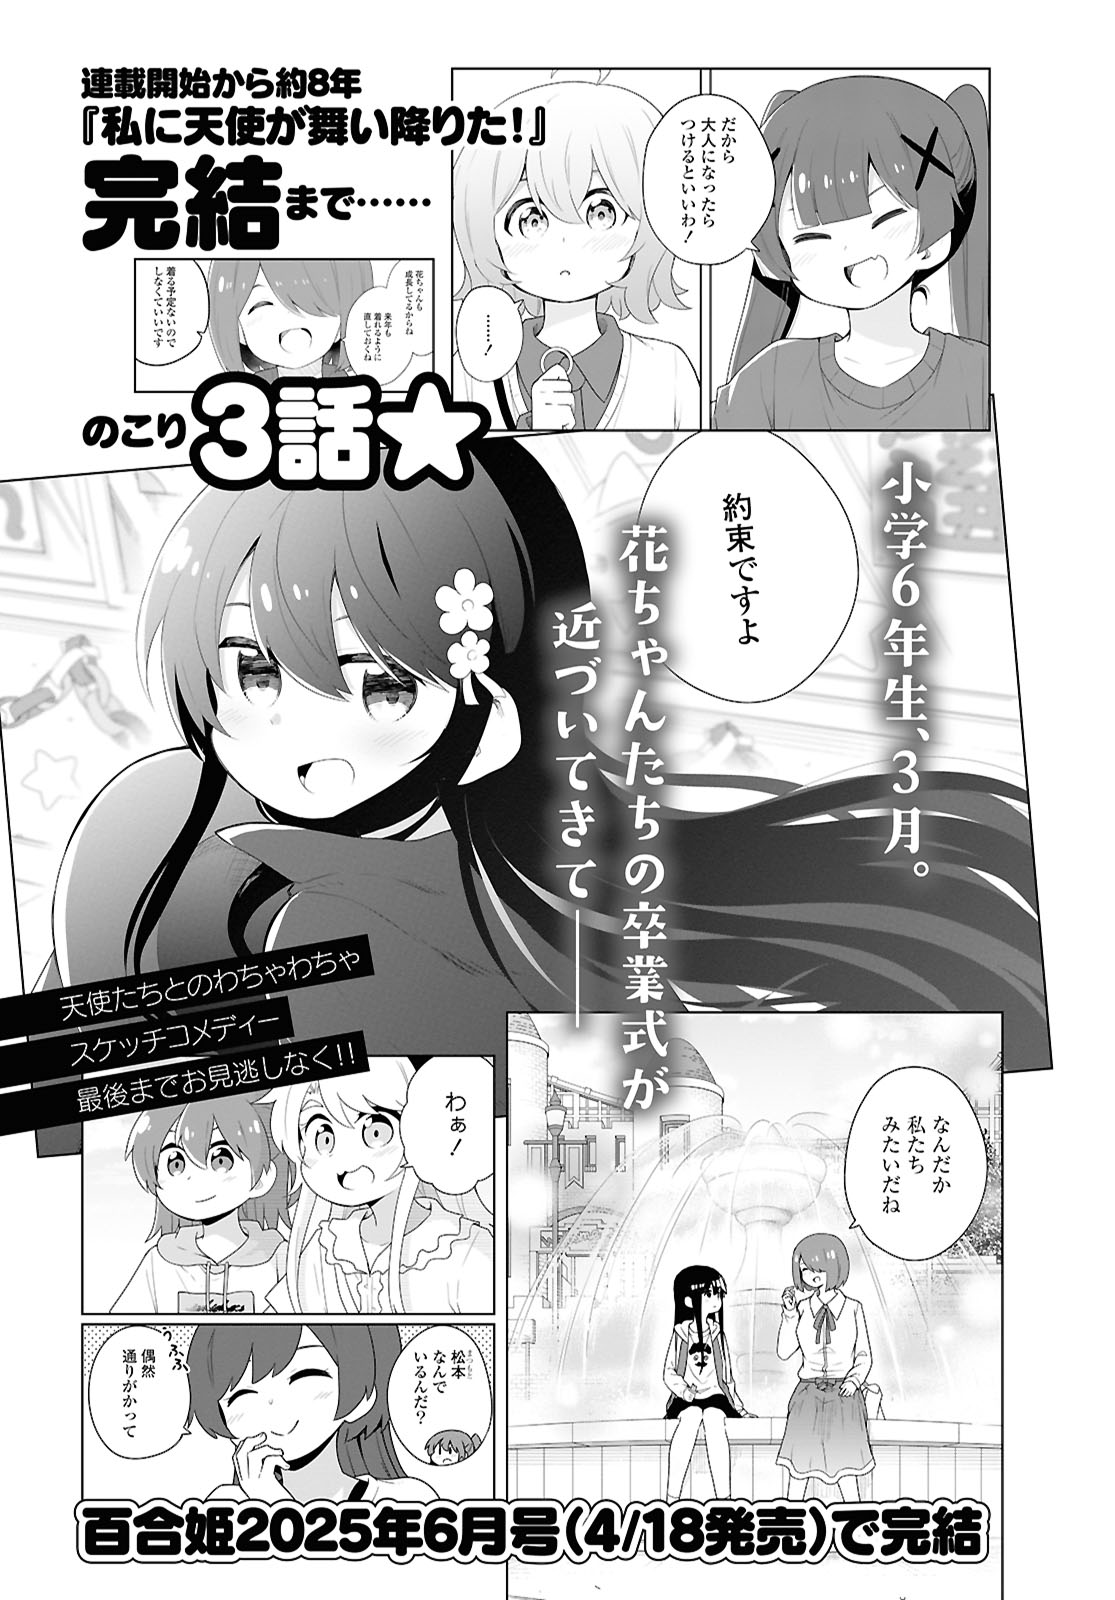 連載開始から約8年
『私に天使が舞い降りた!』
完結まで……
だから
大人になったら
つけるといいわ!
……!
花ちゃんも
成長してるからね
来年も
着れるように
直しておくね
着る予定ないので
しなくていいです
のこり3話★
約束ですよ
小学6年生、3月。
花ちゃんたちの卒業式が
近づいてきて――
天使たちとのわちゃわちゃ
スケッチコメディー
最後までお見逃しなく!!
わぁ!
なんだか
私たち
みたいだね
松本
まつもと
なんで
いるんだ?
うふふ
偶然
通りがかって
百合姫2025年6月号(4/18発売)で完結